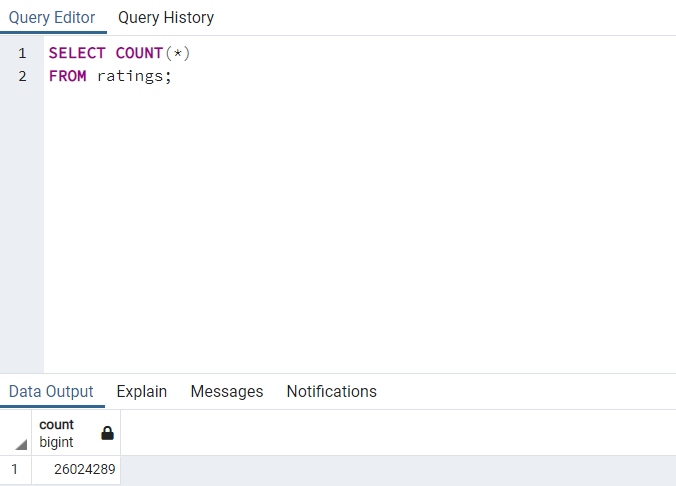 Query Editor Query History
1 SELECT COUNT(*)
2 FROM ratings;
Data Output Explain Messages Notifications
count
bigint
1 26024289